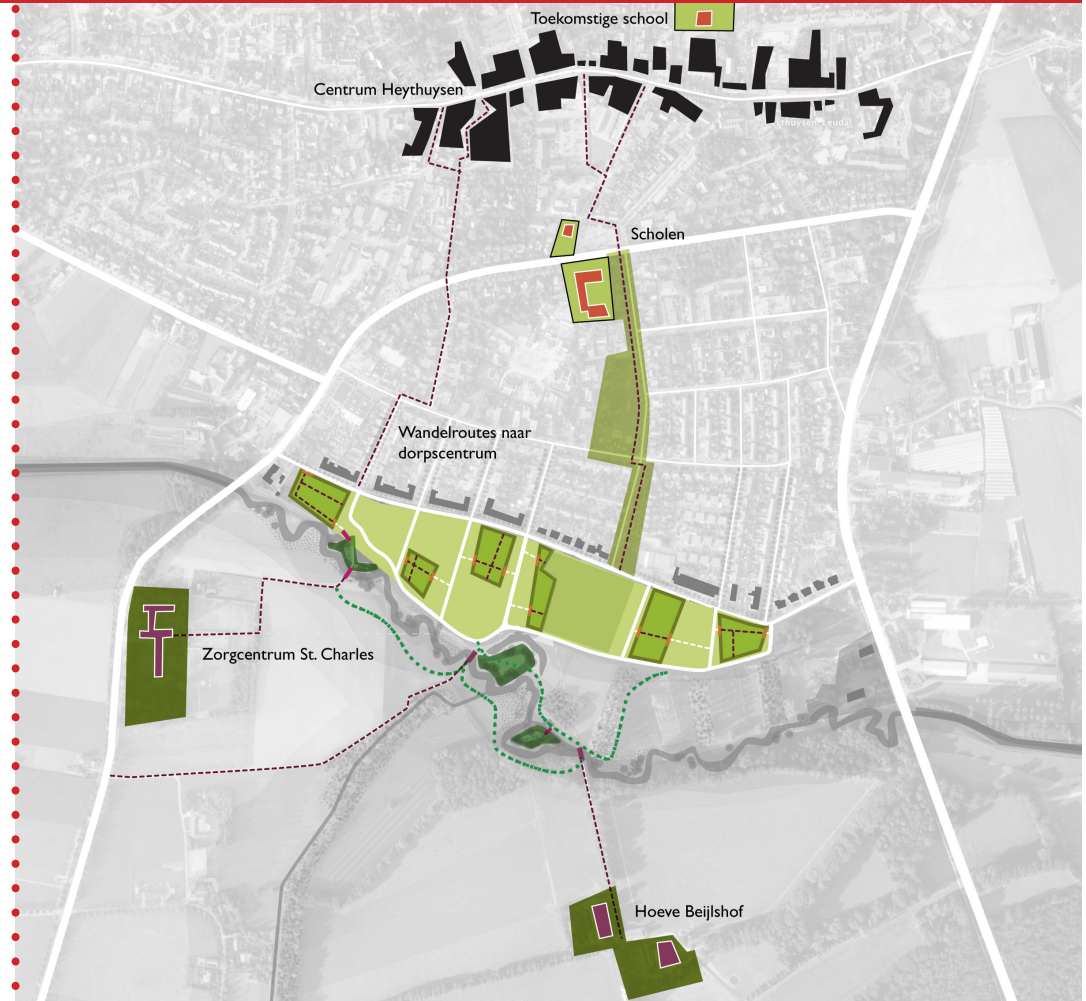 Toekomstige school
Centrum Heythuysen
Scholen
Wandelroutes naar
dorpscentrum
Zorgcentrum St. Charles
Hoeve Beijlshof